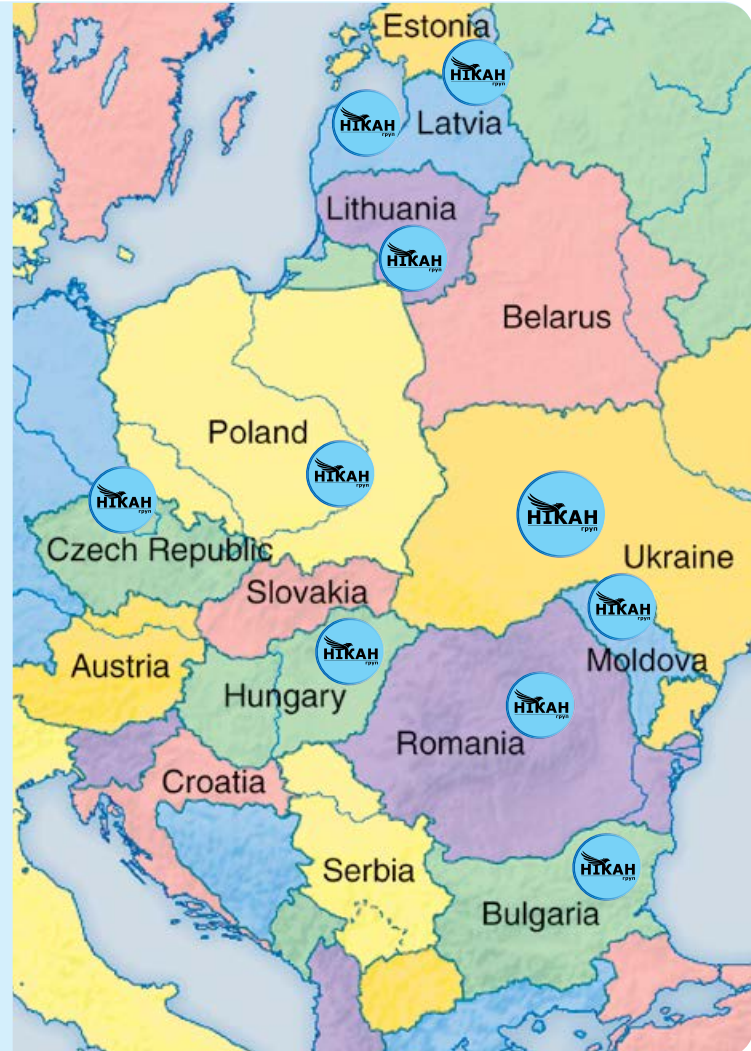 Estonia
НІКАН
груп
НІКАН
груп
Latvia
Lithuania
НІКАН
груп
Belarus
Poland
НІКАН
груп
НІКАН
груп
НІКАН
груп
Czech Republic
Ukraine
Slovakia
НІКАН
груп
НІКАН
груп
Austria
Moldova
Hungary
НІКАН
груп
Romania
Croatia
Serbia
НІКАН
груп
Bulgaria